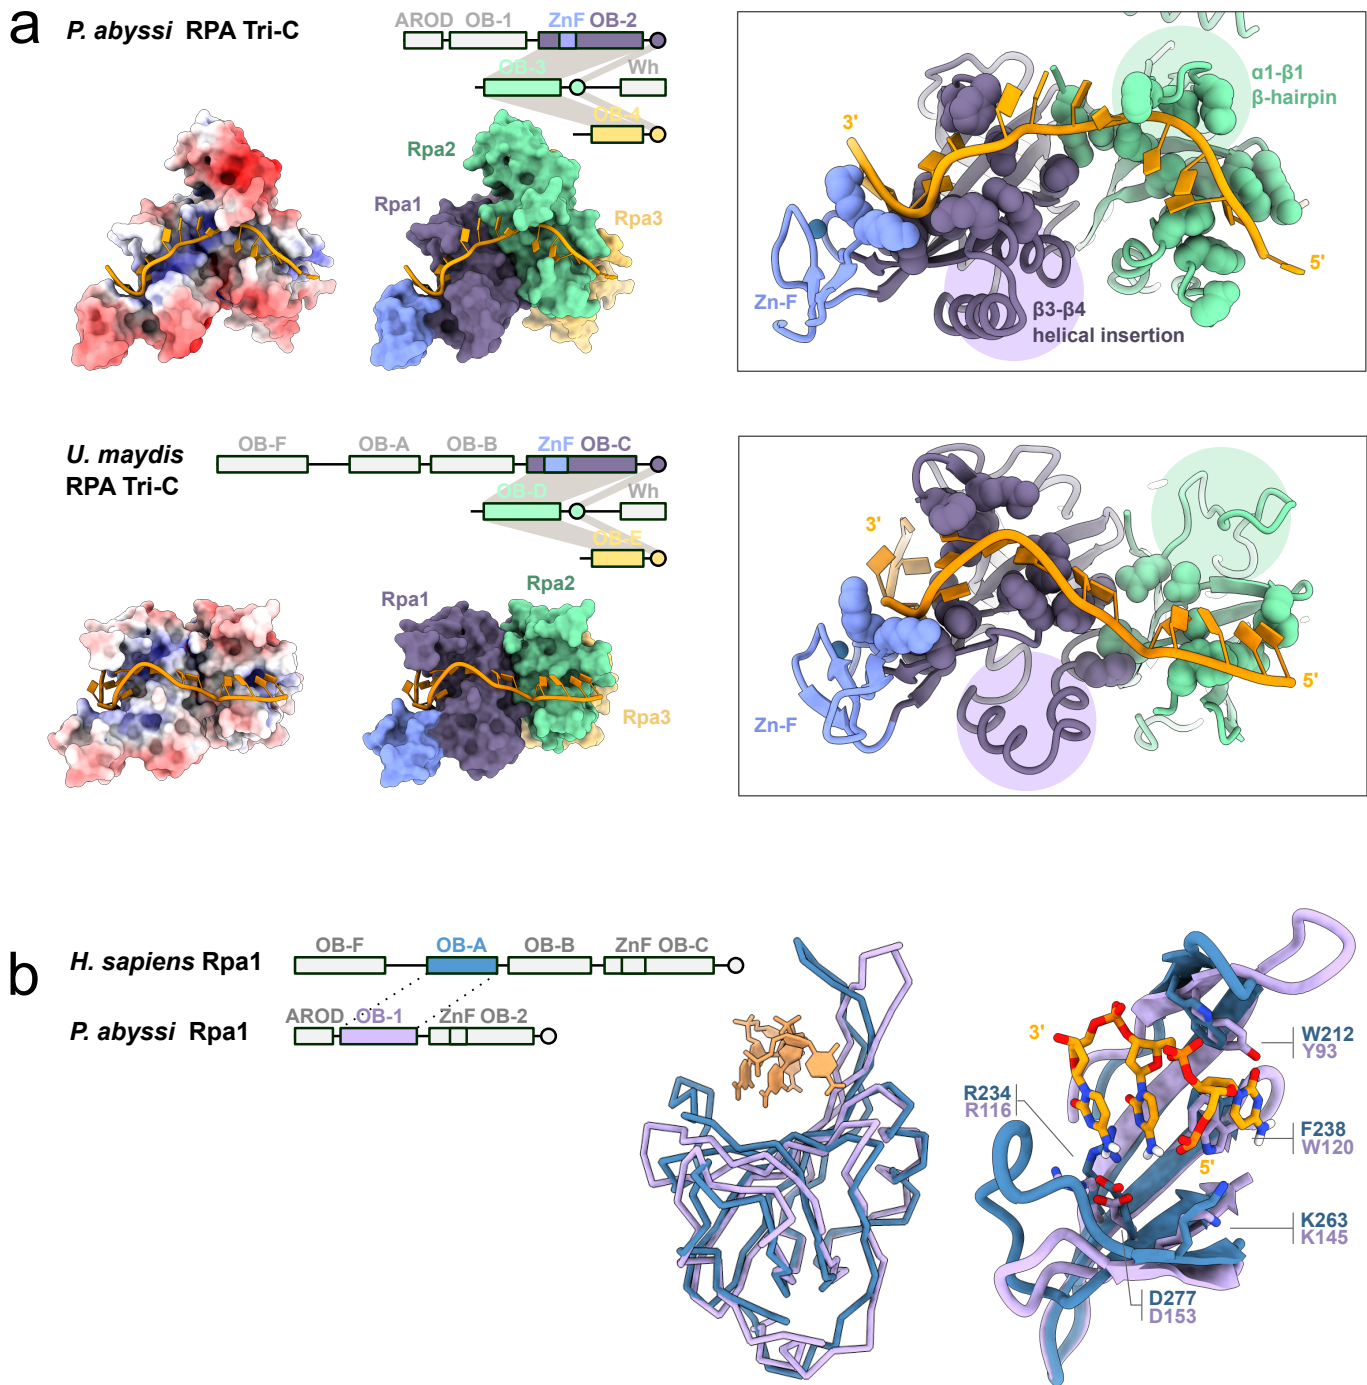 a
P. abyssi RPA Tri-C
AROD OB-1 ZnF OB-2
OB-3 Wh
OB-4
Rpa2
Rpa1
Rpa3
3'
α1-β1
β-hairpin
5'
Zn-F
β3-β4
helical insertion
U. maydis
RPA Tri-C
OB-F OB-A OB-B ZnF OB-C
OB-D Wh
OB-E
Rpa1
Rpa2
Rpa3
3'
5'
Zn-F
b
H. sapiens Rpa1
OB-F OB-A OB-B ZnF OB-C
P. abyssi Rpa1
AROD OB-1 ZnF OB-2
3'
W212
Y93
R234
R116
F238
W120
5'
K263
K145
D277
D153